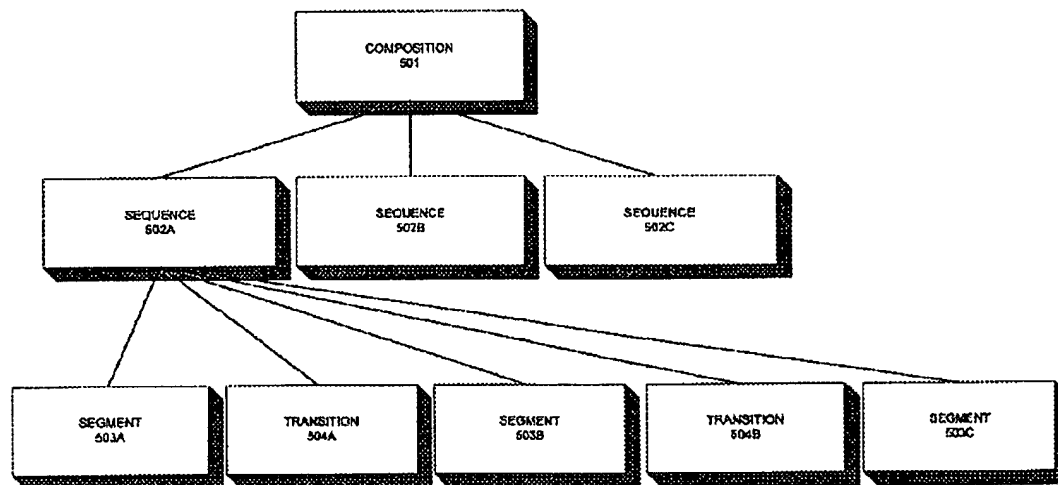 COMPOSITION
501
SEQUENCE
502A
SEQUENCE
502B
SEQUENCE
502C
SEGMENT
503A
TRANSITION
504A
SEGMENT
503B
TRANSITION
504B
SEGMENT
503C